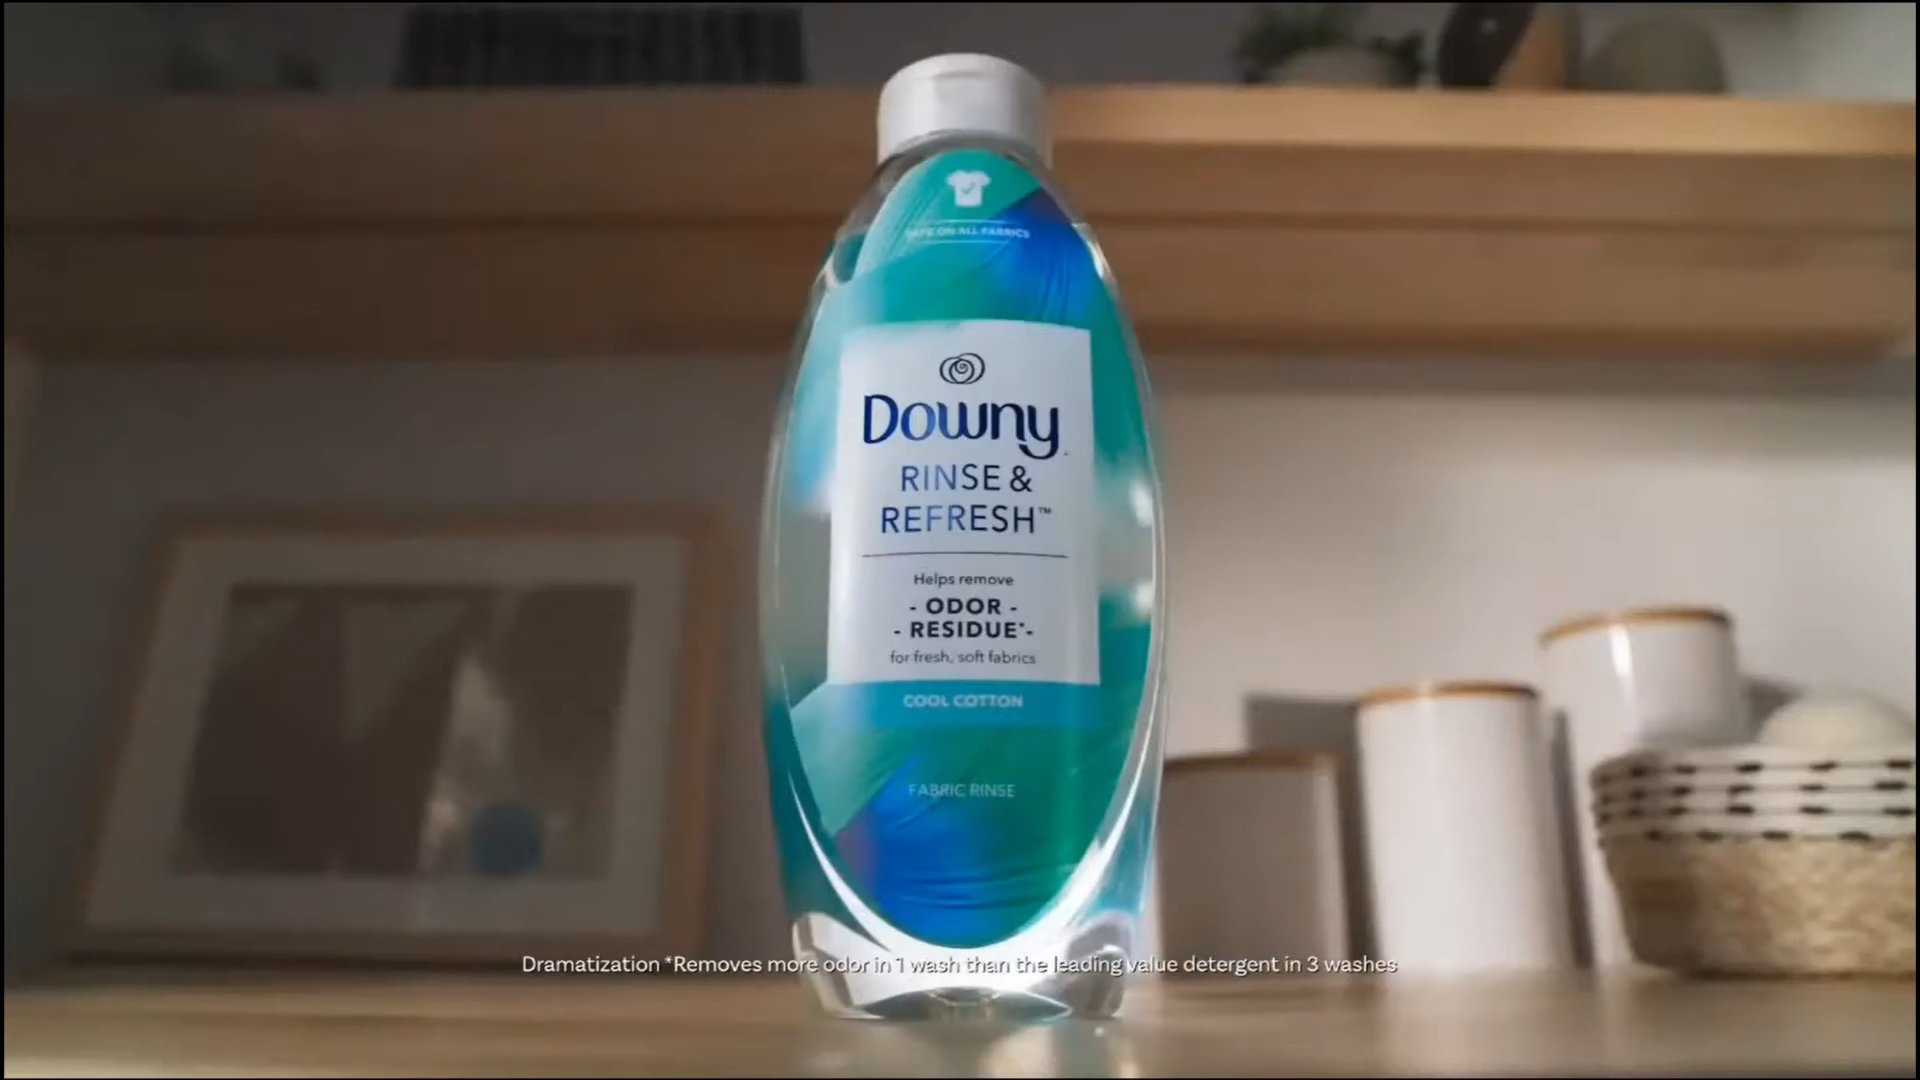 SAFE ON ALL FABRICS
Downy
RINSE &
REFRESH™
Helps remove
- ODOR -
- RESIDUE*-
for fresh, soft fabrics
COOL COTTON
FABRIC RINSE
Dramatization *Removes more odor in 1 wash than the leading value detergent in 3 washes